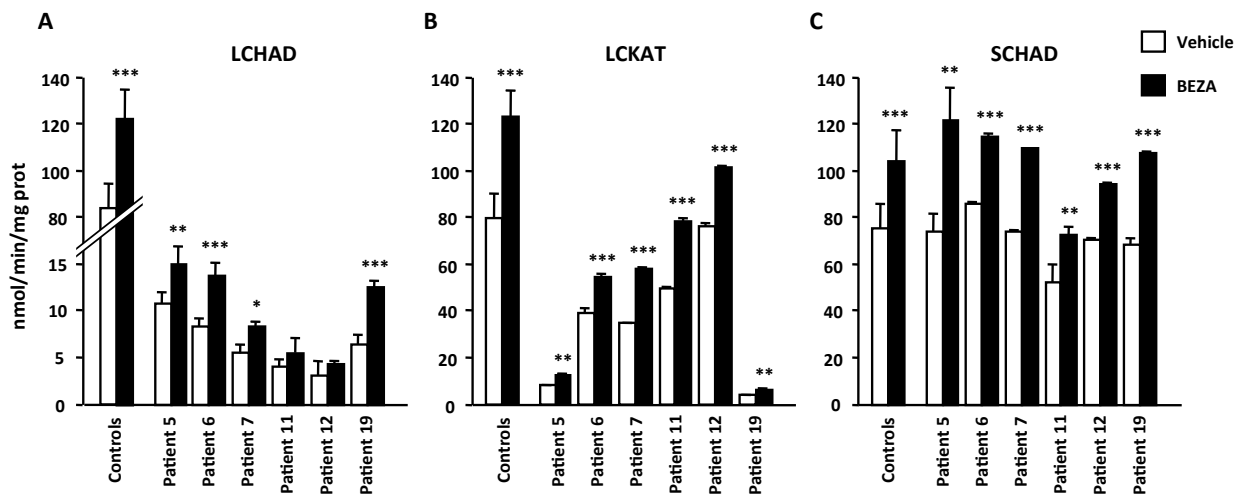 A
B
C
LCHAD
LCKAT
SCHAD
Vehicle
BEZA
nmol/min/mg prot
140
120
100
80
15
10
5
0
***
**
***
*
***
Controls
Patient 5
Patient 6
Patient 7
Patient 11
Patient 12
Patient 19
140
120
100
80
60
40
20
0
***
**
***
***
***
***
**
Controls
Patient 5
Patient 6
Patient 7
Patient 11
Patient 12
Patient 19
140
120
100
80
60
40
20
0
***
**
***
***
**
***
***
Controls
Patient 5
Patient 6
Patient 7
Patient 11
Patient 12
Patient 19